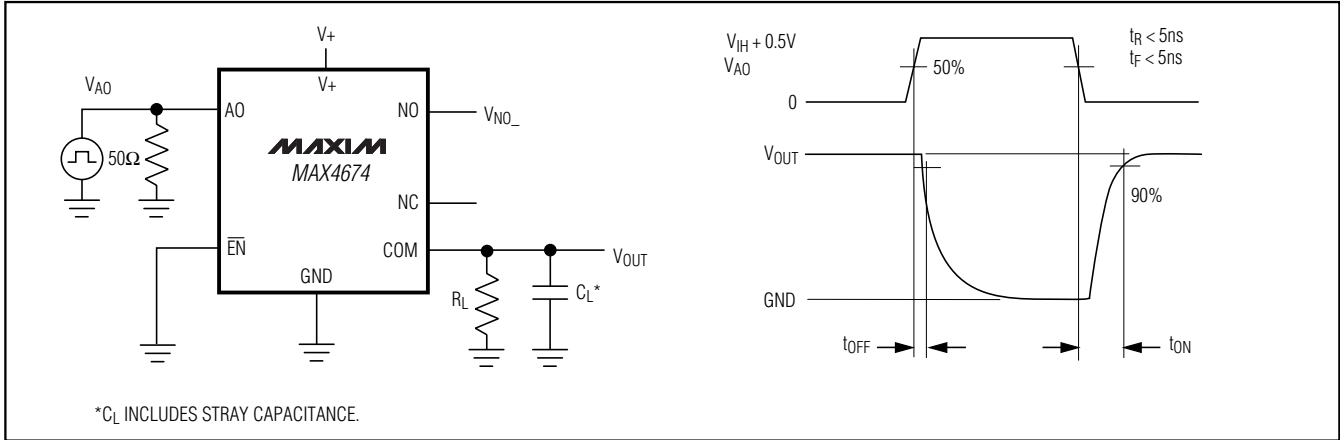 V+
V+
VAO
AO
50Ω
MAXIM
MAX4674
NO
VNO_
NC
EN
COM
GND
VOUT
RL
CL*
*CL INCLUDES STRAY CAPACITANCE.
VIH + 0.5V
VAO
50%
0
tR < 5ns
tF < 5ns
VOUT
90%
GND
tOFF
tON